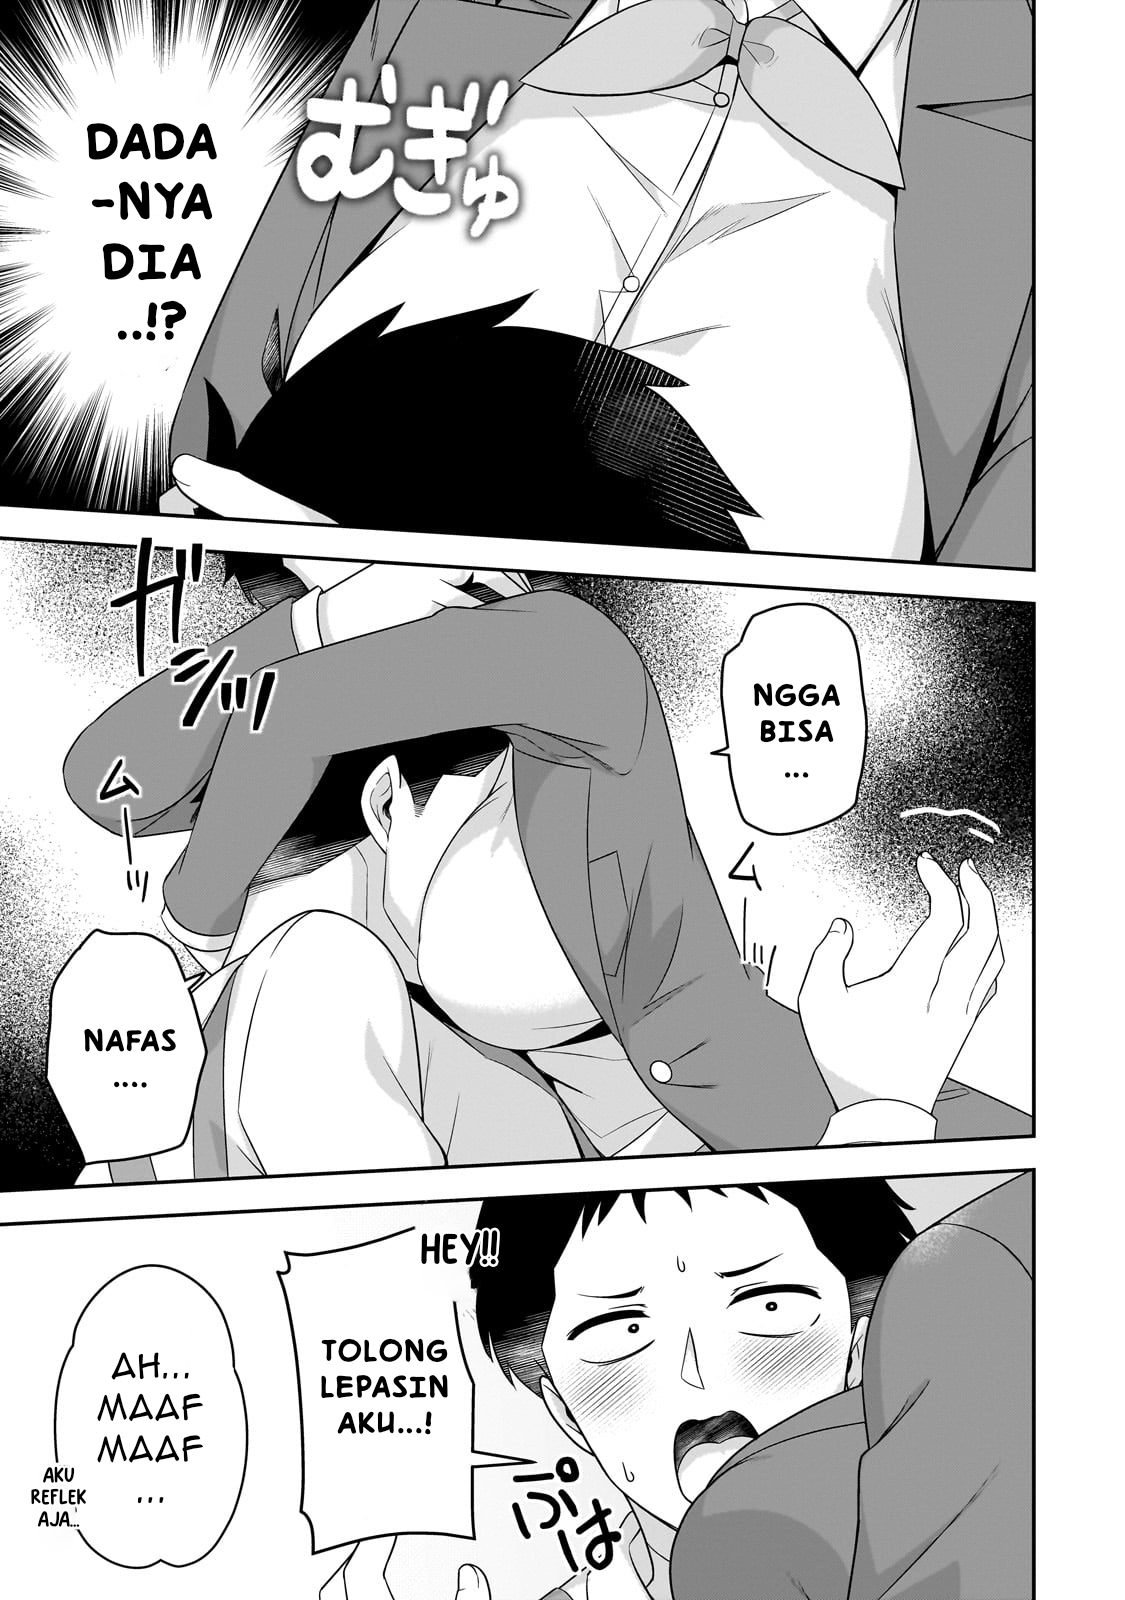 むぎゅ
DADA
-NYA
DIA
..!?
ガシッ
NGGA
BISA
...
ム
ム
NAFAS
....
HEY!!
TOLONG
LEPASIN
AKU...!
ぷはー
AH...
MAAF
MAAF
...
AKU
REFLEK
AJA...